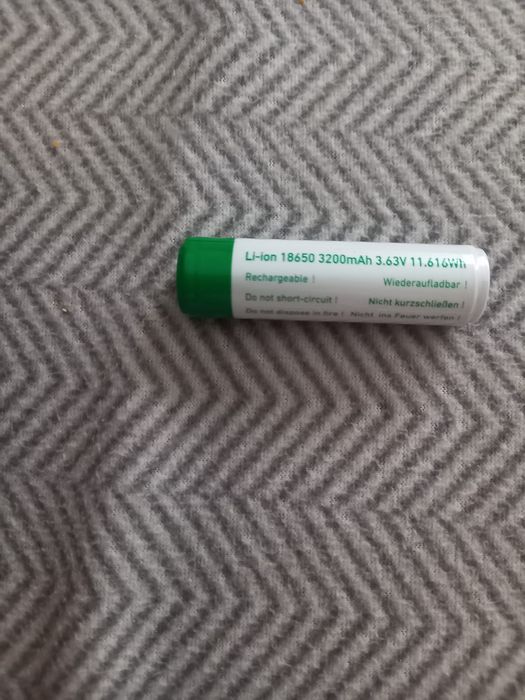 Li-ion 18650 3200mAh 3.63V 11.616Wh
Rechargeable ! Wiederaufladbar !
Do not short-circuit ! Nicht kurzschließen !
Do not dispose in fire ! Nicht ins Feuer werfen !